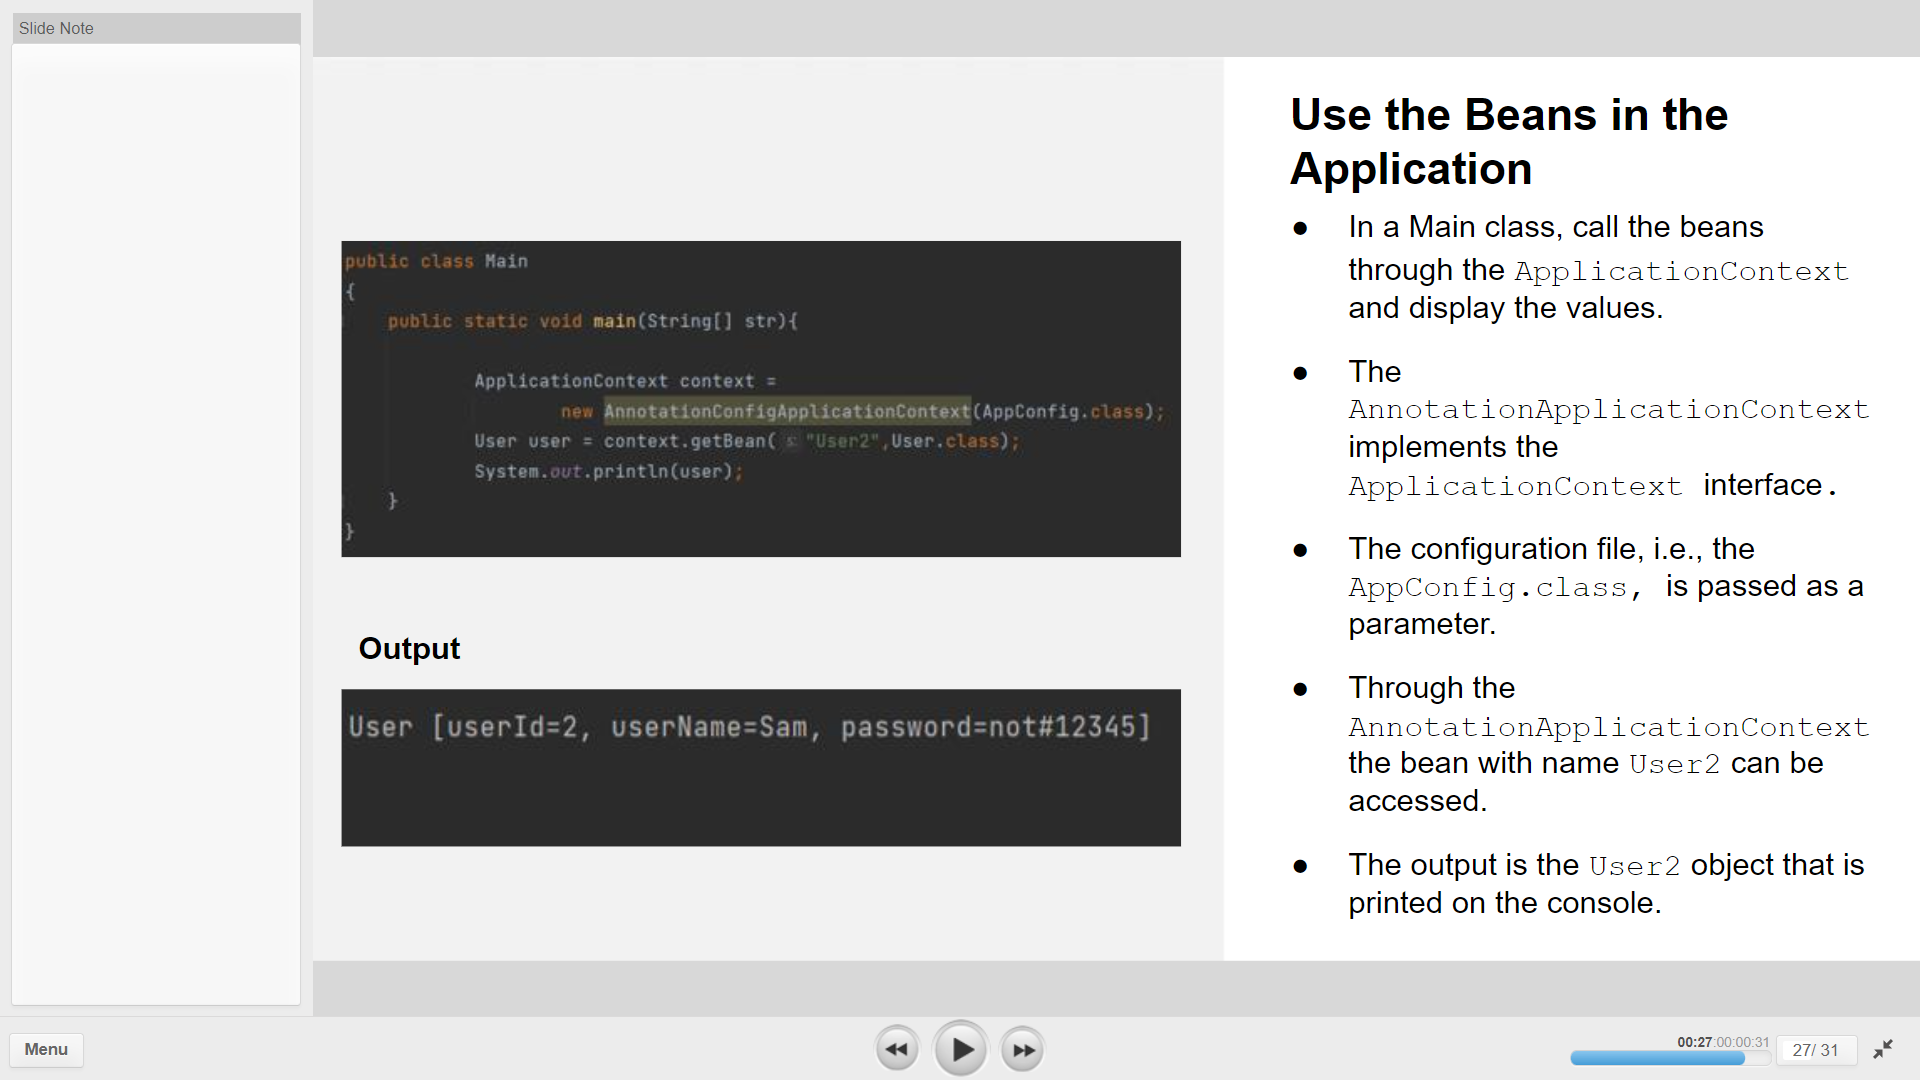 Slide Note
public class Main
{
public static void main(String[] str){
ApplicationContext context =
new AnnotationConfigApplicationContext(AppConfig.class);
User user = context.getBean( s: "User2",User.class);
System.out.println(user);
}
}
Output
User [userId=2, userName=Sam, password=not#12345]
Use the Beans in the
Application
● In a Main class, call the beans
through the ApplicationContext
and display the values.
● The
AnnotationApplicationContext
implements the
ApplicationContext interface.
● The configuration file, i.e., the
AppConfig.class, is passed as a
parameter.
● Through the
AnnotationApplicationContext
the bean with name User2 can be
accessed.
● The output is the User2 object that is
printed on the console.
Menu
00:27:00:00:31
27/ 31